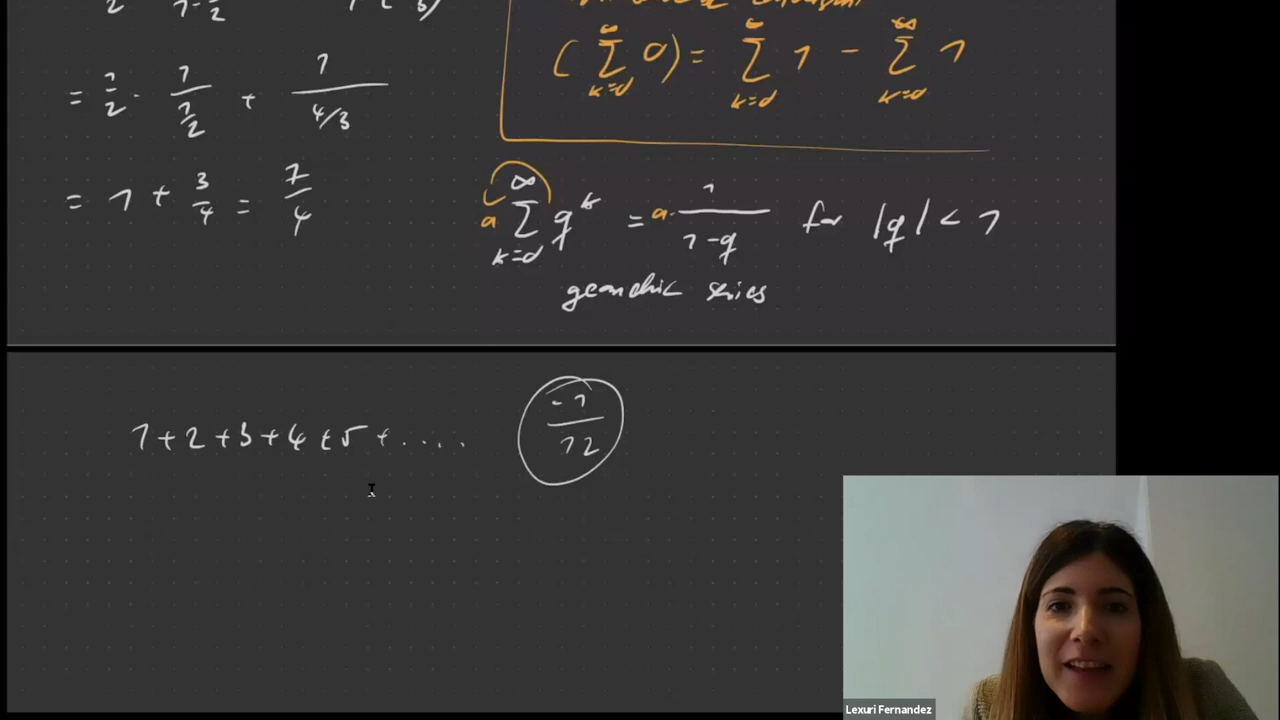 ( ∞∑k=0 0) = ∞∑k=0 1 - ∞∑k=0 1
= 1/2 · 1/(1/2) + 1/(4/3)
= 1 + 3/4 = 7/4
a ∞∑k=0 q^k = a · 1/(1-q) for |q| < 1
geometric series
1+2+3+4+5+.... -1/12
Lexuri Fernandez